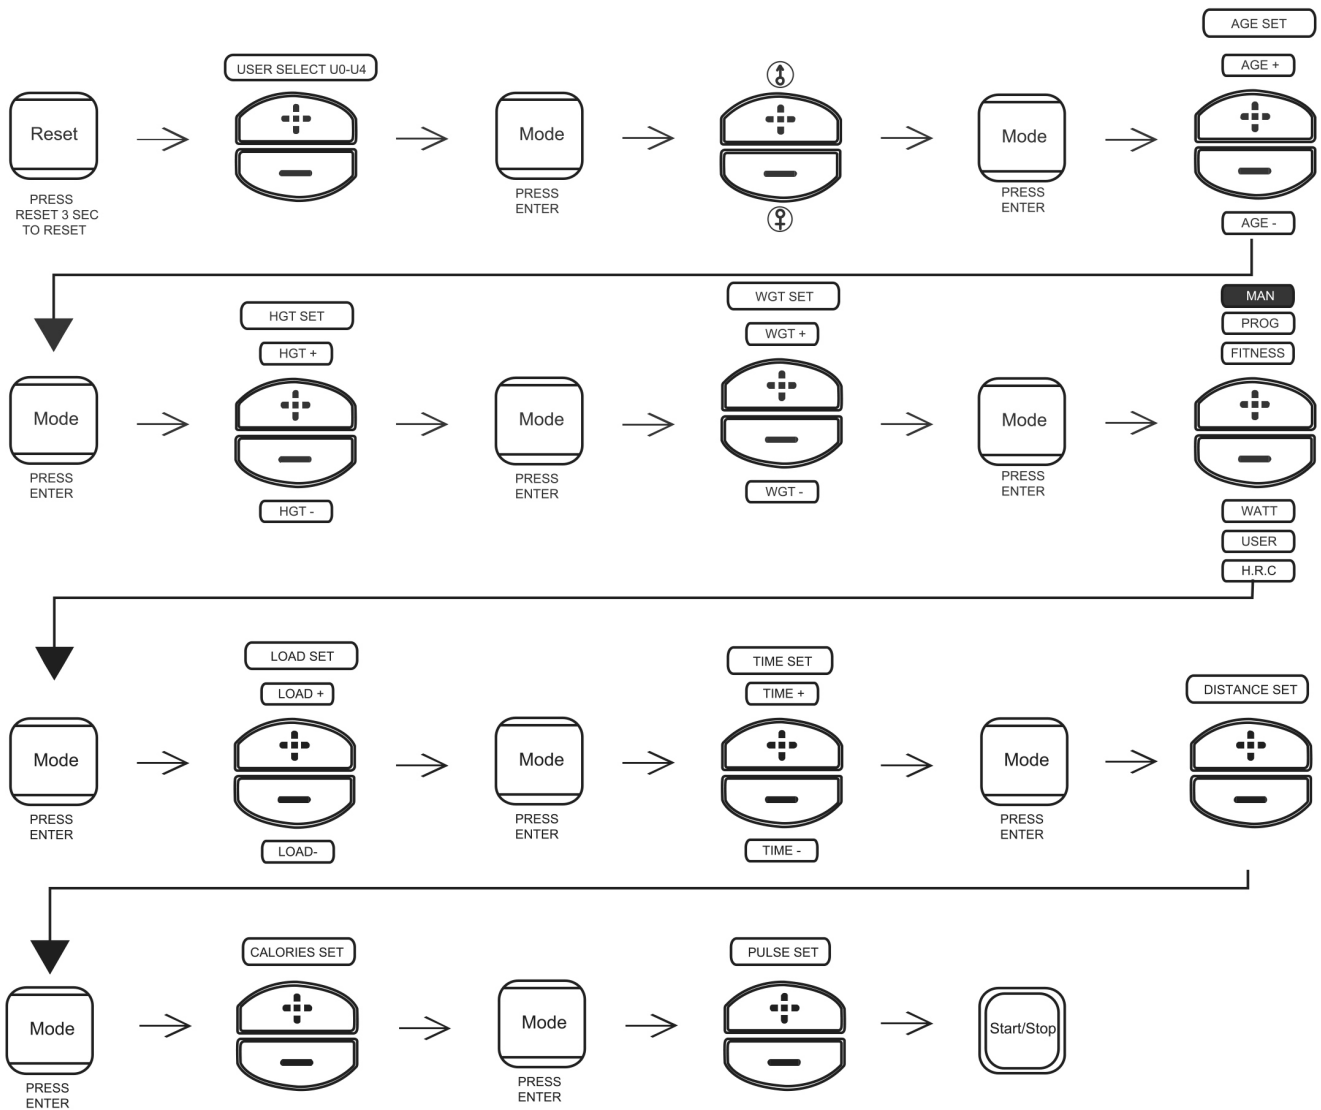 AGE SET
USER SELECT U0-U4
AGE +
Reset
Mode
Mode
PRESS
RESET 3 SEC
TO RESET
PRESS
ENTER
PRESS
ENTER
AGE -
HGT SET
HGT +
WGT SET
WGT +
MAN
PROG
FITNESS
Mode
Mode
Mode
PRESS
ENTER
HGT -
PRESS
ENTER
WGT -
PRESS
ENTER
WATT
USER
H.R.C
LOAD SET
LOAD +
TIME SET
TIME +
DISTANCE SET
Mode
Mode
Mode
PRESS
ENTER
LOAD-
PRESS
ENTER
TIME -
PRESS
ENTER
CALORIES SET
PULSE SET
Mode
Mode
Start/Stop
PRESS
ENTER
PRESS
ENTER